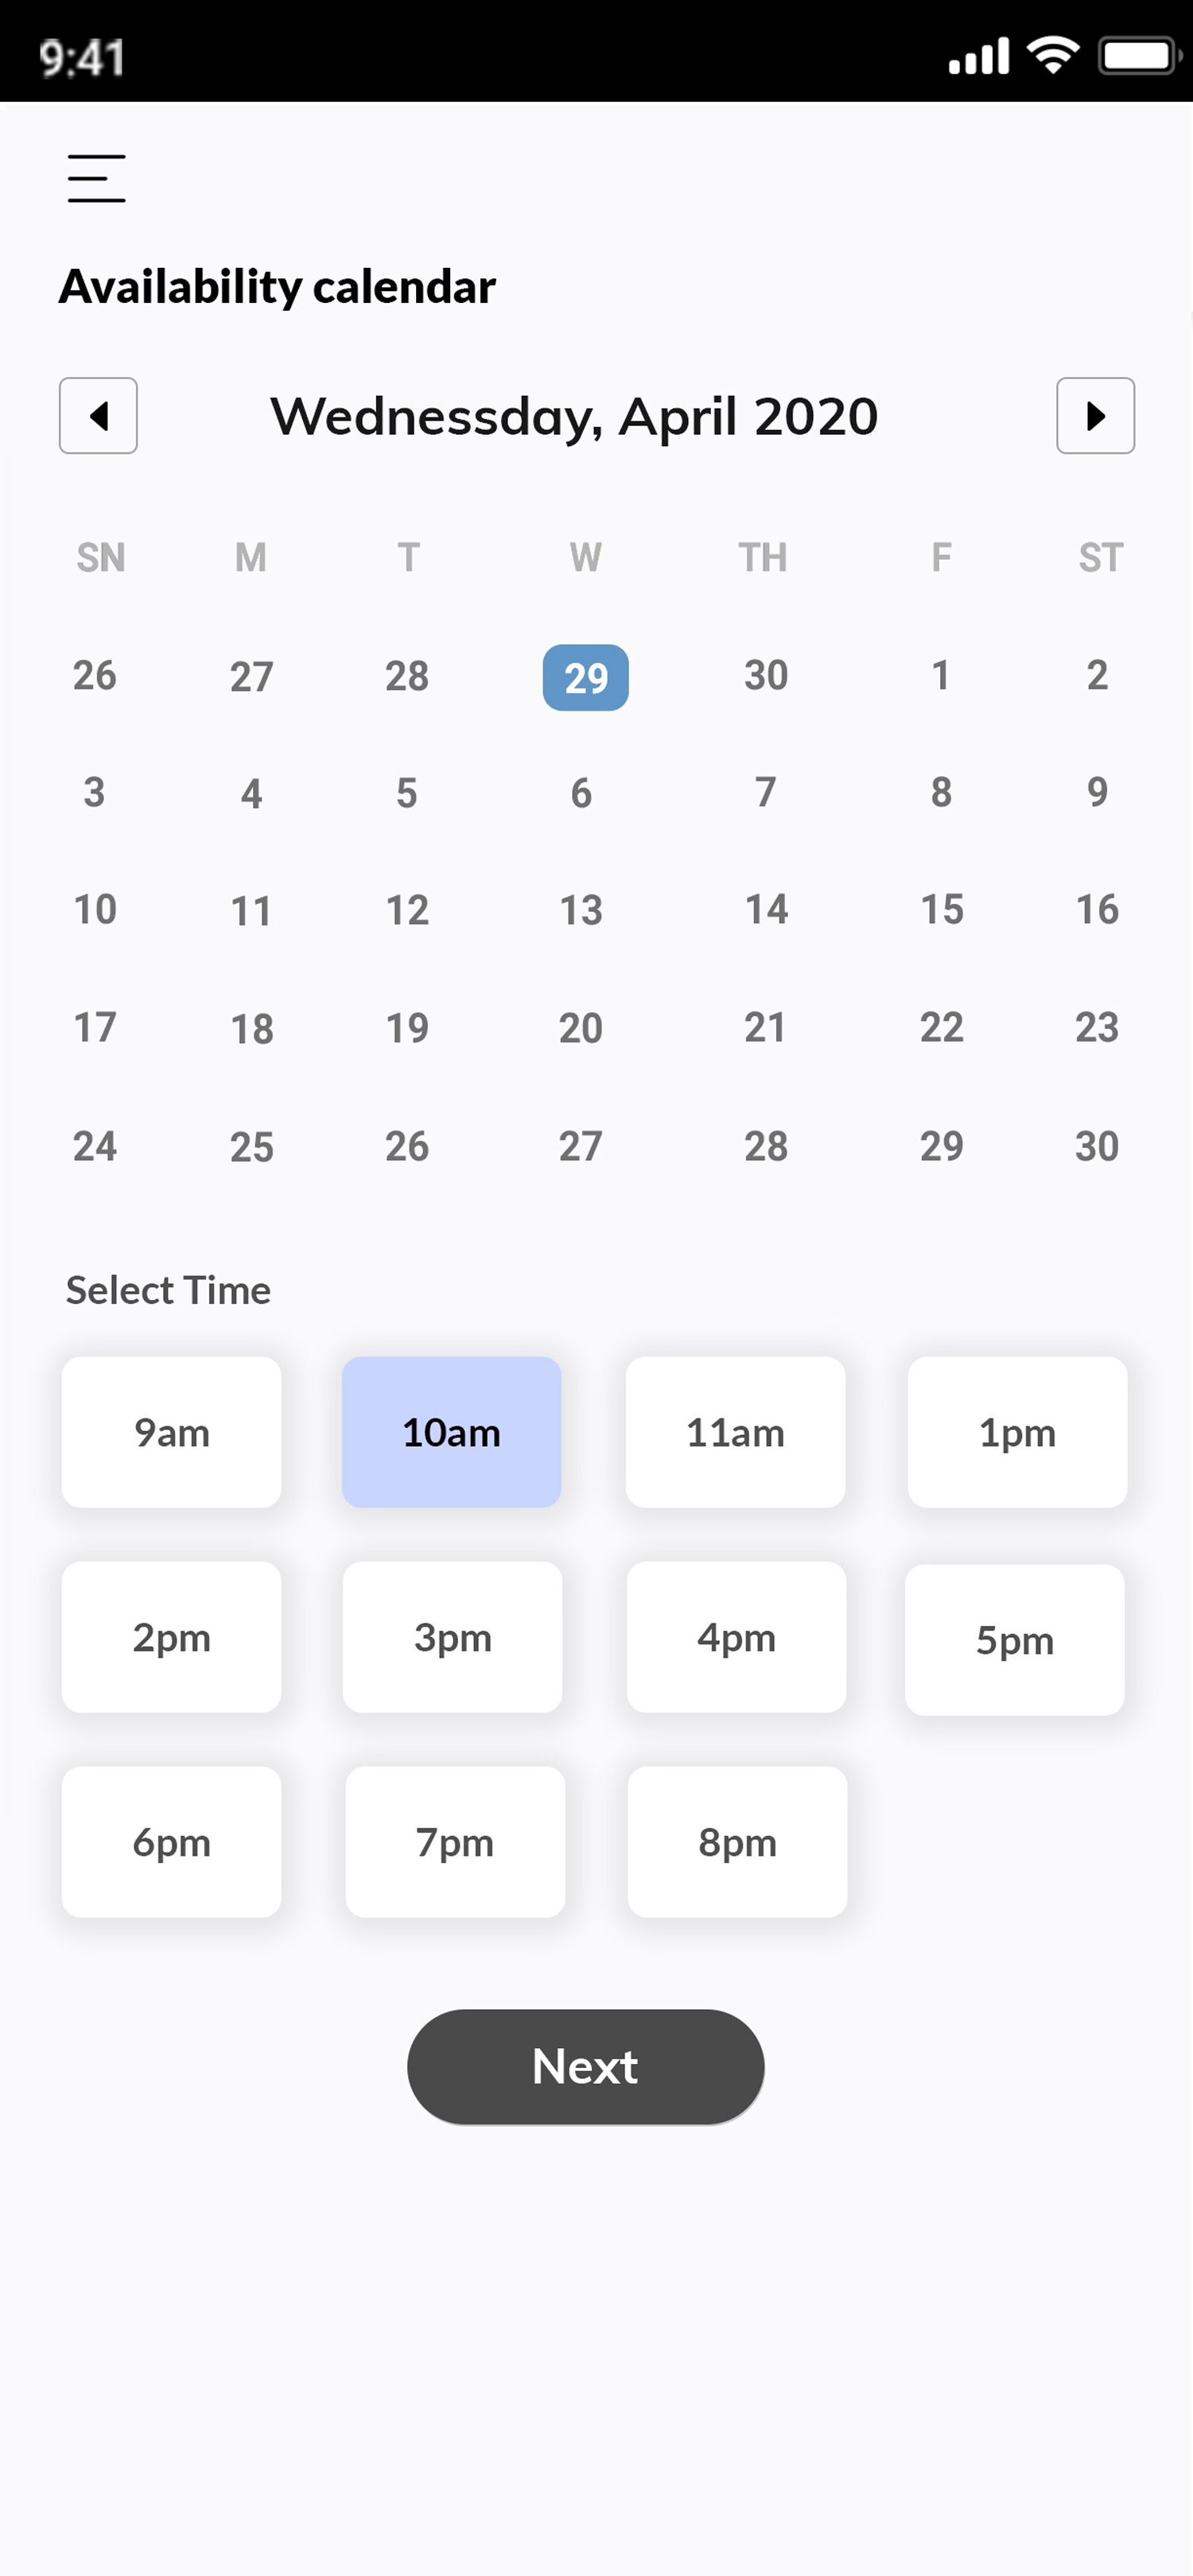 9:41
Availability calendar
Wednessday, April 2020
SN M T W TH F ST
26 27 28 29 30 1 2
3 4 5 6 7 8 9
10 11 12 13 14 15 16
17 18 19 20 21 22 23
24 25 26 27 28 29 30
Select Time
9am 10am 11am 1pm
2pm 3pm 4pm 5pm
6pm 7pm 8pm
Next